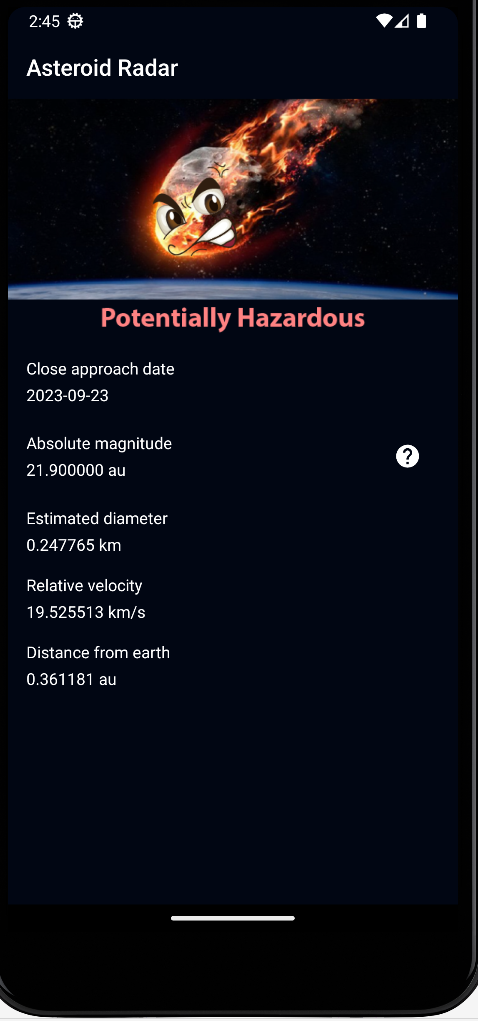 2:45
Asteroid Radar
Potentially Hazardous
Close approach date
2023-09-23
Absolute magnitude
21.900000 au
?
Estimated diameter
0.247765 km
Relative velocity
19.525513 km/s
Distance from earth
0.361181 au